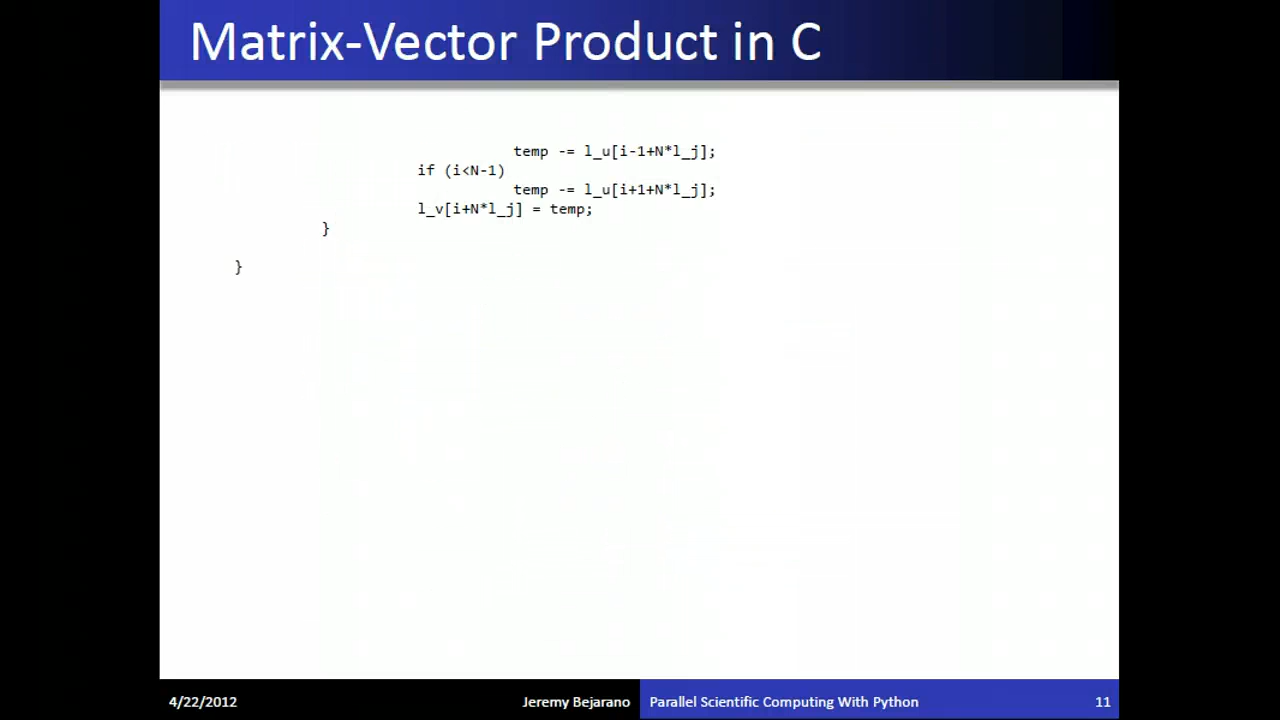 Matrix-Vector Product in C
temp -= l_u[i-1+N*l_j];
if (i<N-1)
temp -= l_u[i+1+N*l_j];
l_v[i+N*l_j] = temp;
}
}
4/22/2012
Jeremy Bejarano
Parallel Scientific Computing With Python
11